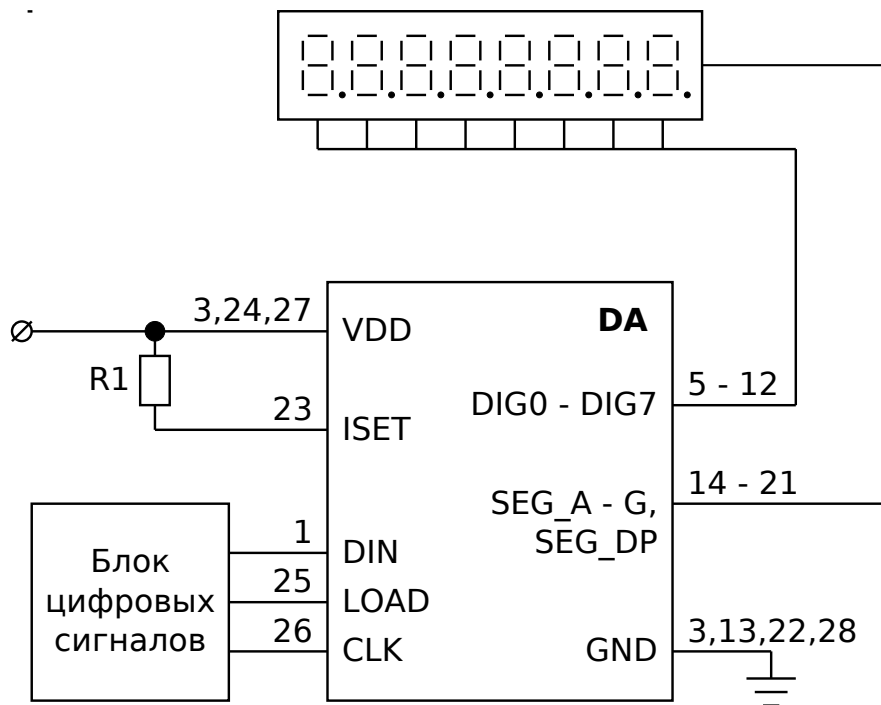 3,24,27
VDD
DA
R1
5 - 12
DIG0 - DIG7
23
ISET
14 - 21
SEG_A - G,
SEG_DP
1
DIN
Блок
цифровых
сигналов
25
LOAD
26
CLK
3,13,22,28
GND